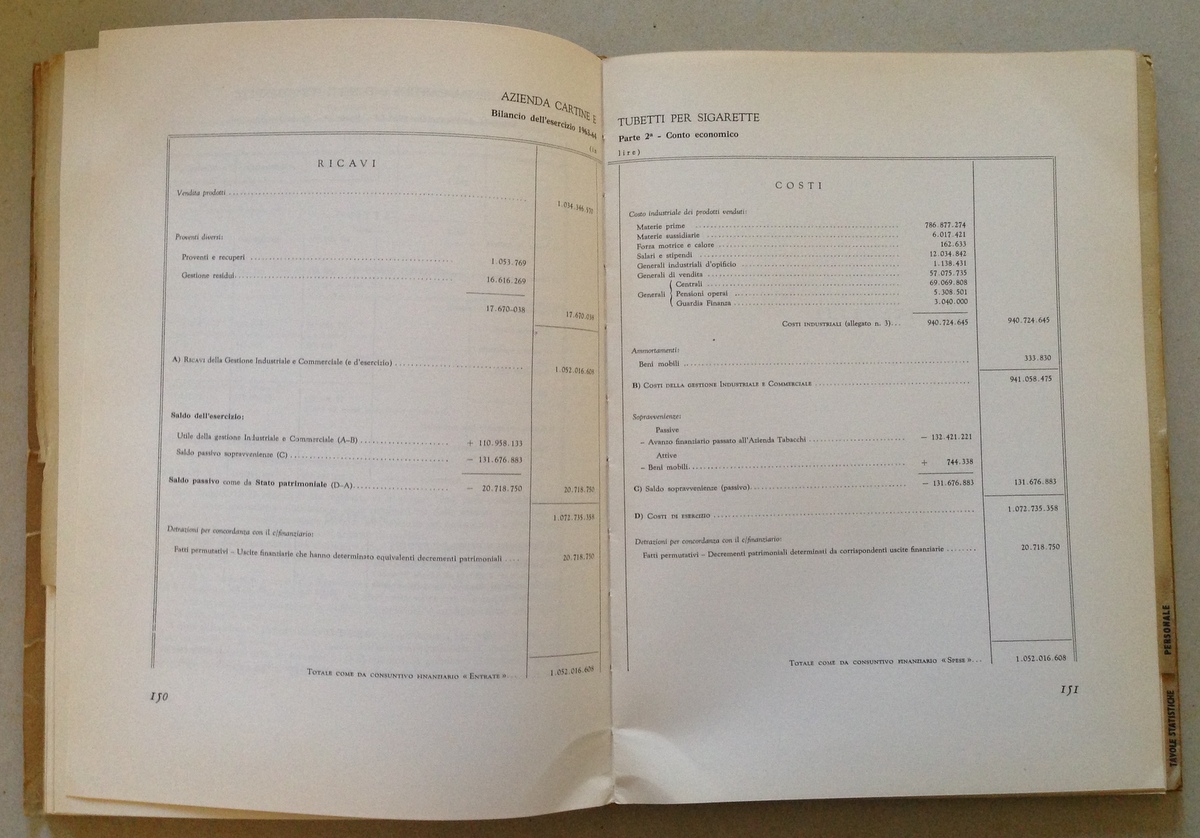 AZIENDA CARTINE E
Bilancio dell'esercizio 1963-64
(in
RICAVI
Vendita prodotti 1.034.346.570
Proventi diversi:
Proventi e recuperi 1.053.769
Gestione residui 16.616.269
17.670-038 17.670.038
A) Ricavi della Gestione Industriale e Commerciale (e d'esercizio) 1.052.016.608
Saldo dell'esercizio:
Utile della gestione Industriale e Commerciale (A-B) + 110.958.133
Saldo passivo sopravvenienze (C) − 131.676.883
Saldo passivo come da Stato patrimoniale (D-A) − 20.718.750 20.718.750
1.072.735.358
Detrazioni per concordanza con il c/finanziario:
Fatti permutativi – Uscite finanziarie che hanno determinato equivalenti decrementi patrimoniali 20.718.750
Totale come da consuntivo finanziario « Entrate » 1.052.016.608
150
TUBETTI PER SIGARETTE
Parte 2ª - Conto economico
lire)
COSTI
Costo industriale dei prodotti venduti:
Materie prime 786.877.274
Materie sussidiarie 6.017.421
Forza motrice e calore 162.633
Salari e stipendi 12.034.842
Generali industriali d'opificio 1.138.431
Generali di vendita 57.075.735
Centrali 69.069.808
Generali Pensioni operai 5.308.501
Guardia Finanza 3.040.000
Costi industriali (allegato n. 3) 940.724.645 940.724.645
Ammortamenti:
Beni mobili 333.830
B) Costi della gestione Industriale e Commerciale 941.058.475
Sopravvenienze:
Passive
– Avanzo finanziario passato all'Azienda Tabacchi − 132.421.221
Attive
– Beni mobili + 744.338
C) Saldo sopravvenienze (passivo) − 131.676.883 131.676.883
D) Costi di esercizio 1.072.735.358
Detrazioni per concordanza con il c/finanziario:
Fatti permutativi – Decrementi patrimoniali determinati da corrispondenti uscite finanziarie 20.718.750
Totale come da consuntivo finanziario « Spese » 1.052.016.608
151
PERSONALE
TAVOLE STATISTICHE